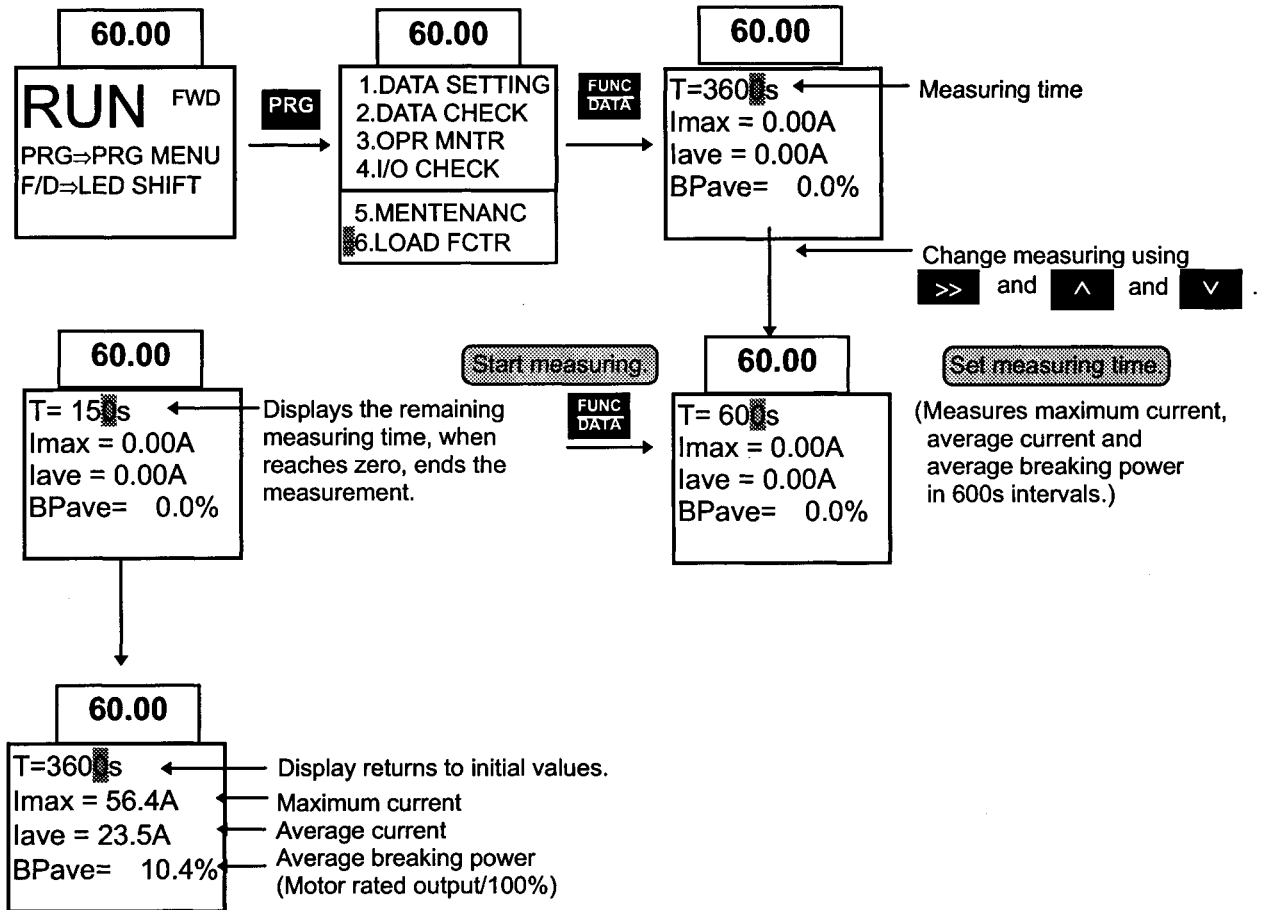 60.00
RUN FWD
PRG⇒PRG MENU
F/D⇒LED SHIFT
PRG
60.00
1.DATA SETTING
2.DATA CHECK
3.OPR MNTR
4.I/O CHECK
5.MENTENANC
6.LOAD FCTR
FUNC
DATA
60.00
T=3600s
Imax = 0.00A
Iave = 0.00A
BPave= 0.0%
Measuring time
Change measuring using
>> and ∧ and ∨ .
60.00
T= 150s
Imax = 0.00A
Iave = 0.00A
BPave= 0.0%
Displays the remaining
measuring time, when
reaches zero, ends the
measurement.
Start measuring.
FUNC
DATA
60.00
T= 600s
Imax = 0.00A
Iave = 0.00A
BPave= 0.0%
Set measuring time.
(Measures maximum current,
average current and
average breaking power
in 600s intervals.)
60.00
T=3600s
Imax = 56.4A
Iave = 23.5A
BPave= 10.4%
Display returns to initial values.
Maximum current
Average current
Average breaking power
(Motor rated output/100%)